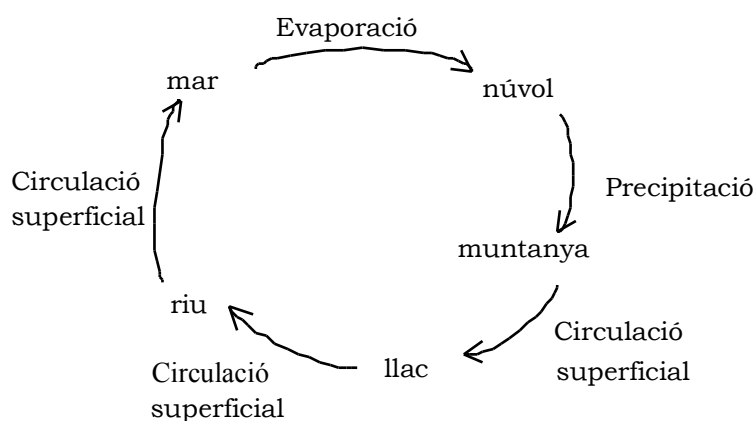 Evaporació
mar
núvol
Circulació
superficial
Precipitació
muntanya
riu
Circulació
superficial
llac
Circulació
superficial